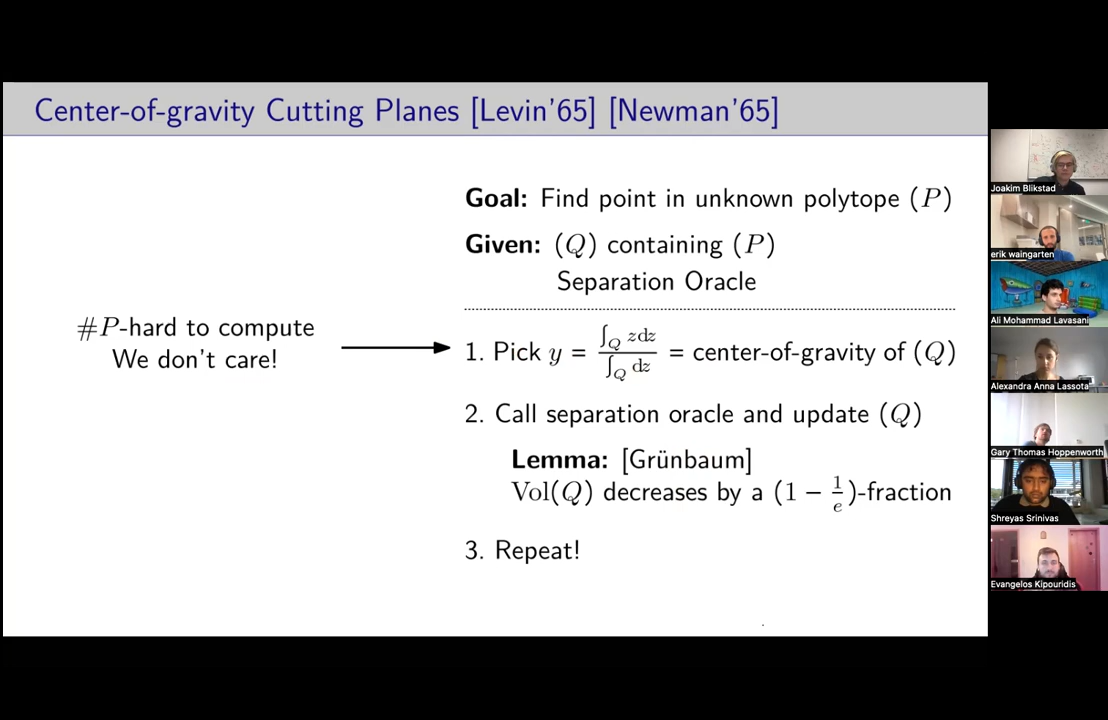 Center-of-gravity Cutting Planes [Levin'65] [Newman'65]
Goal: Find point in unknown polytope (P)
Given: (Q) containing (P)
Separation Oracle
#P-hard to compute
We don't care!
1. Pick y = ∫_Q zdz / ∫_Q dz = center-of-gravity of (Q)
2. Call separation oracle and update (Q)
Lemma: [Grünbaum]
Vol(Q) decreases by a (1 − 1/e)-fraction
3. Repeat!
Joakim Blikstad
erik waingarten
Ali Mohammad Lavasani
Alexandra Anna Lassota
Gary Thomas Hoppenworth
Shreyas Srinivas
Evangelos Kipouridis